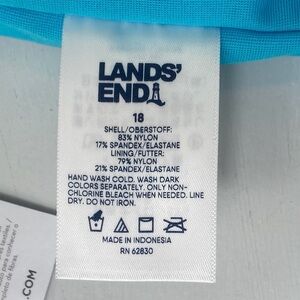 LANDS'
END
18
SHELL/OBERSTOFF:
83% NYLON
17% SPANDEX/ELASTANE
LINING/FUTTER:
79% NYLON
21% SPANDEX/ELASTANE
HAND WASH COLD. WASH DARK
COLORS SEPARATELY. ONLY NON-
CHLORINE BLEACH WHEN NEEDED. LINE
DRY. DO NOT IRON.
MADE IN INDONESIA
RN 62830
.COM